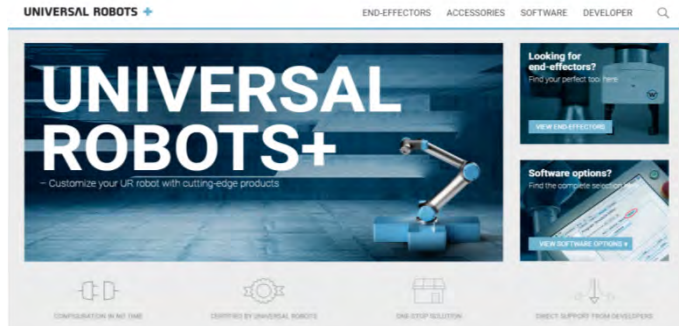 UNIVERSAL ROBOTS +
END-EFFECTORS ACCESSORIES SOFTWARE DEVELOPER
UNIVERSAL
ROBOTS+
– Customize your UR robot with cutting-edge products
Looking for
end-effectors?
Find your perfect tool here
VIEW END-EFFECTORS
Software options?
Find the complete selection here
VIEW SOFTWARE OPTIONS
CONFIGURATION IN NO TIME
CERTIFIED BY UNIVERSAL ROBOTS
ONE STOP SOLUTION
DIRECT SUPPORT FROM DEVELOPERS